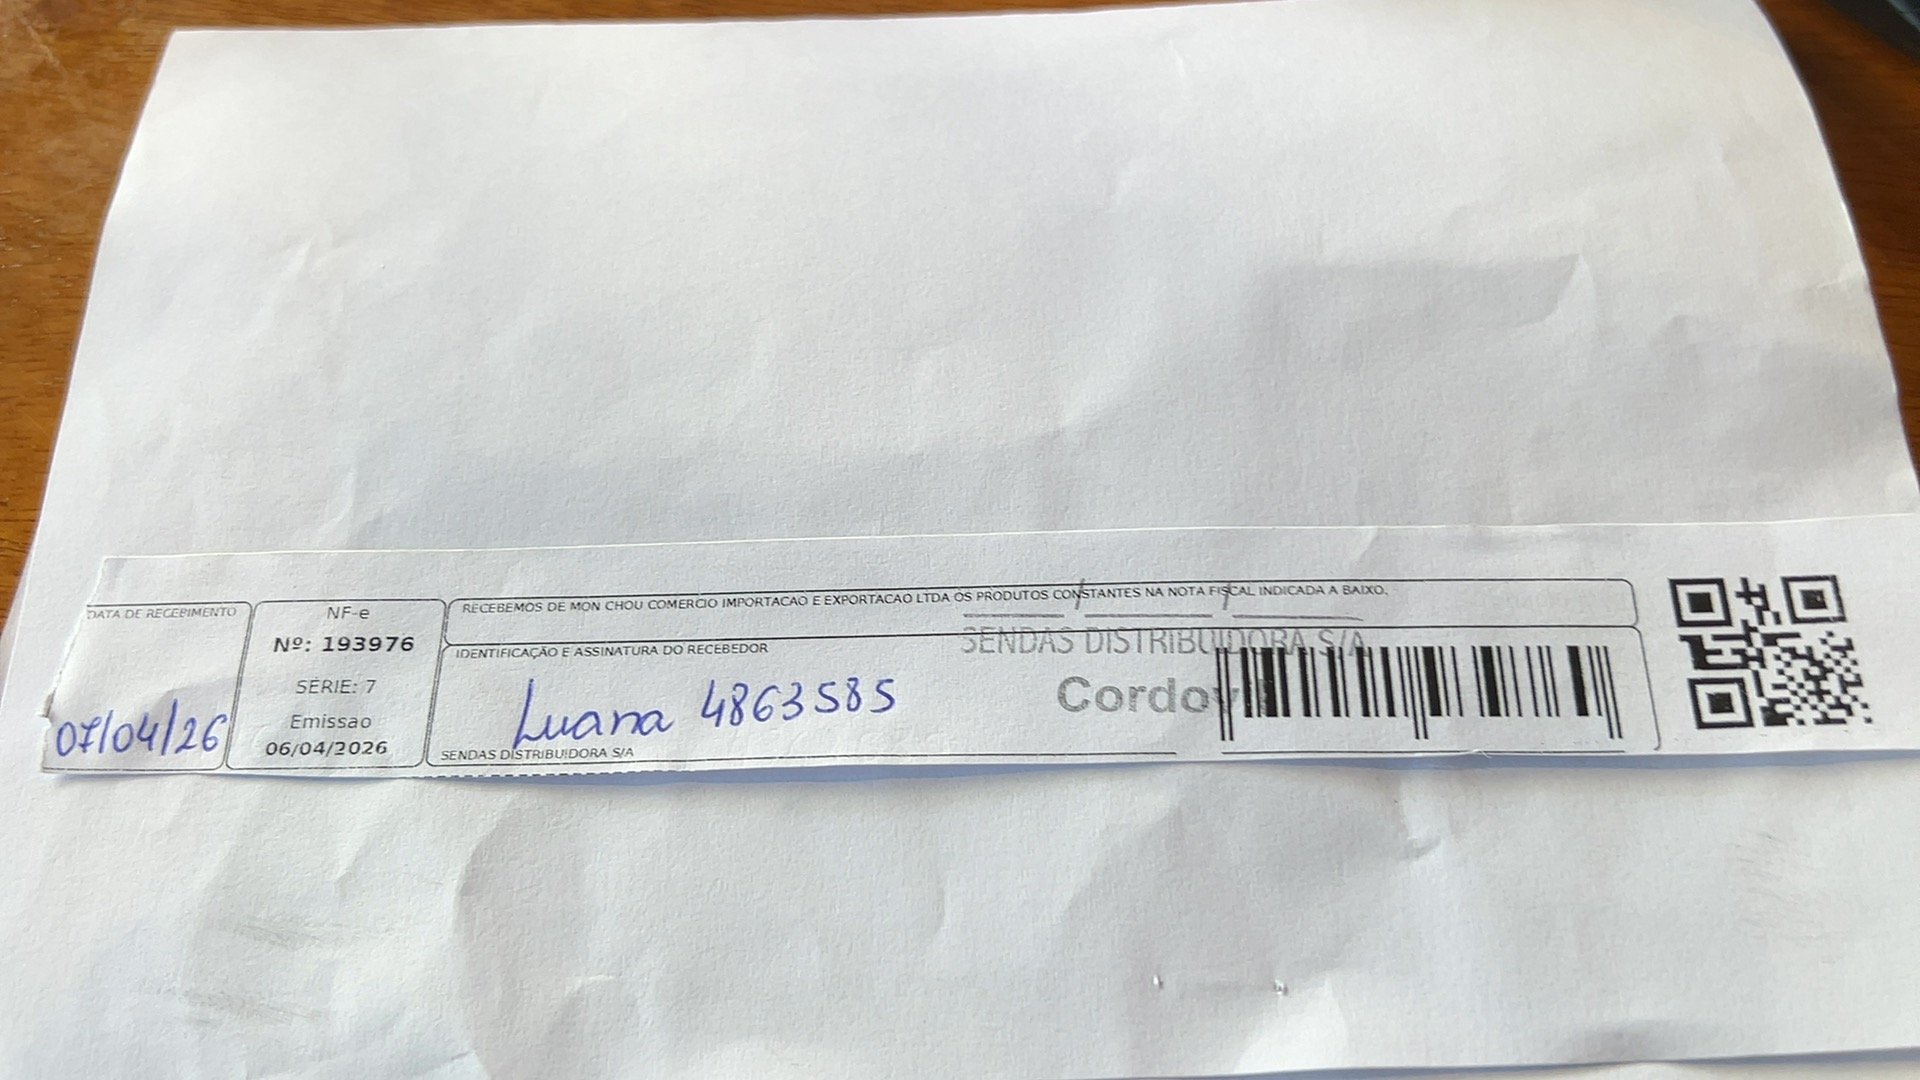 RECEBEMOS DE MON CHOU COMERCIO IMPORTACAO E EXPORTACAO LTDA OS PRODUTOS CONSTANTES NA NOTA FISCAL INDICADA A BAIXO.
DATA DE RECEBIMENTO
07/04/26
NF-e
Nº: 193976
SÉRIE: 7
Emissao
06/04/2026
IDENTIFICAÇÃO E ASSINATURA DO RECEBEDOR
Luana 4863585
SENDAS DISTRIBUIDORA S/A
SENDAS DISTRIBUIDORA S/A